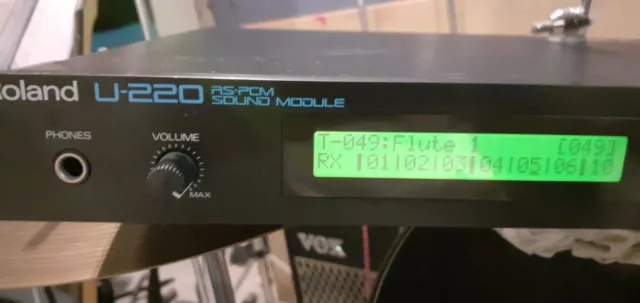 Roland U-220 RS-PCM
SOUND MODULE
PHONES
VOLUME
MAX
T-049:Flute 1 [049]
RX |01|02|03|04|05|06|10
VOX